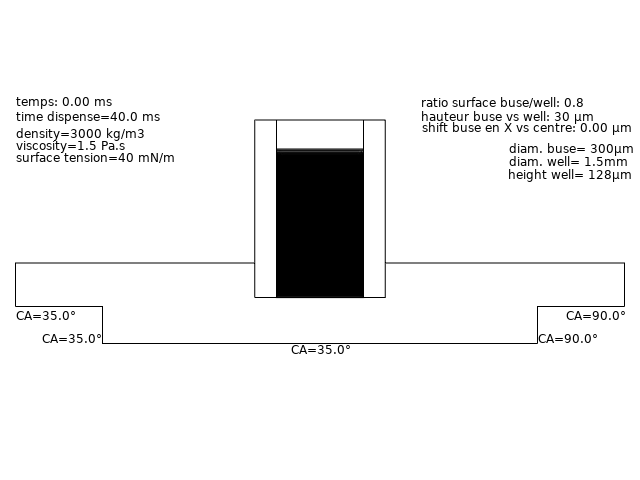 temps: 0.00 ms
time dispense=40.0 ms
density=3000 kg/m3
viscosity=1.5 Pa.s
surface tension=40 mN/m
ratio surface buse/well: 0.8
hauteur buse vs well: 30 µm
shift buse en X vs centre: 0.00 µm
diam. buse= 300µm
diam. well= 1.5mm
height well= 128µm
CA=35.0°
CA=90.0°
CA=35.0°
CA=90.0°
CA=35.0°